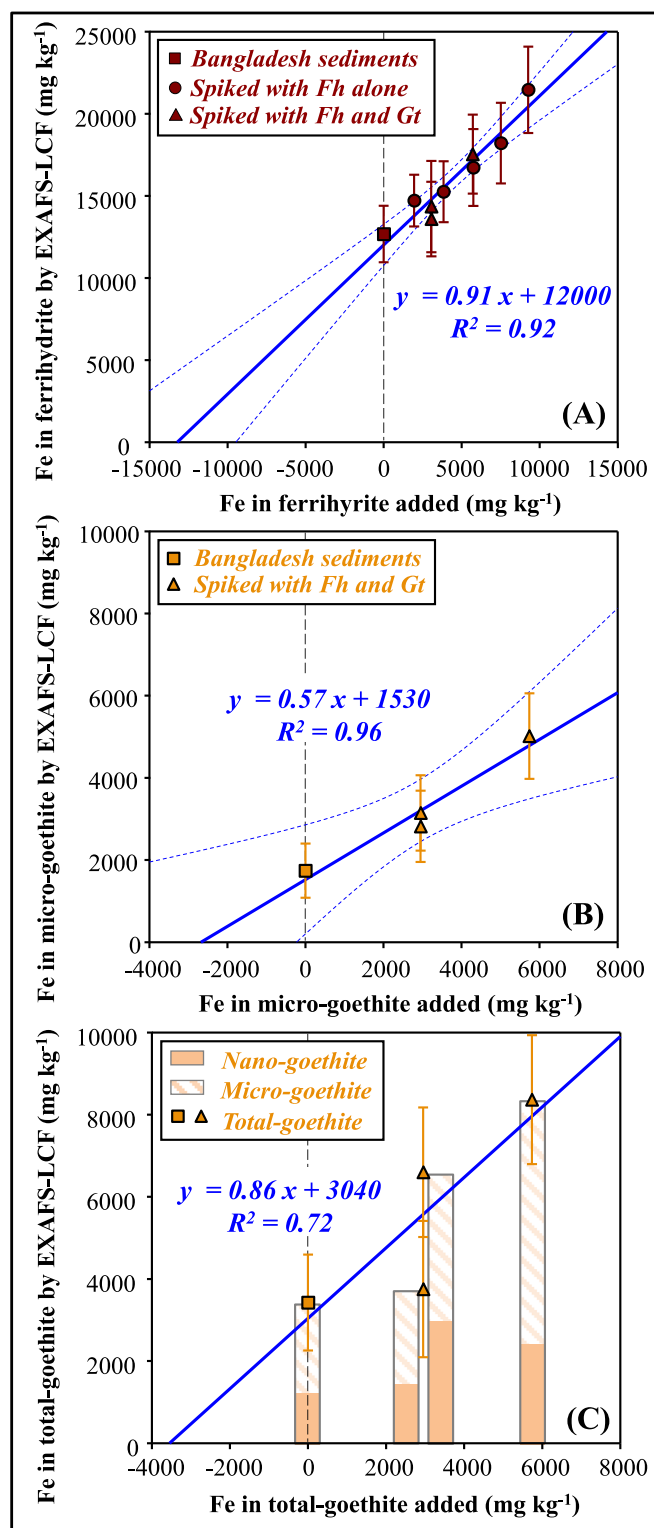 Fe in ferrihydrite by EXAFS-LCF (mg kg⁻¹)
25000
20000
15000
10000
5000
0
Bangladesh sediments
Spiked with Fh alone
Spiked with Fh and Gt
y = 0.91 x + 12000
R² = 0.92
(A)
-15000 -10000 -5000 0 5000 10000 15000
Fe in ferrihyrite added (mg kg⁻¹)
Fe in micro-goethite by EXAFS-LCF (mg kg⁻¹)
10000
8000
6000
4000
2000
0
Bangladesh sediments
Spiked with Fh and Gt
y = 0.57 x + 1530
R² = 0.96
(B)
-4000 -2000 0 2000 4000 6000 8000
Fe in micro-goethite added (mg kg⁻¹)
Fe in total-goethite by EXAFS-LCF (mg kg⁻¹)
10000
8000
6000
4000
2000
0
Nano-goethite
Micro-goethite
Total-goethite
y = 0.86 x + 3040
R² = 0.72
(C)
-4000 -2000 0 2000 4000 6000 8000
Fe in total-goethite added (mg kg⁻¹)